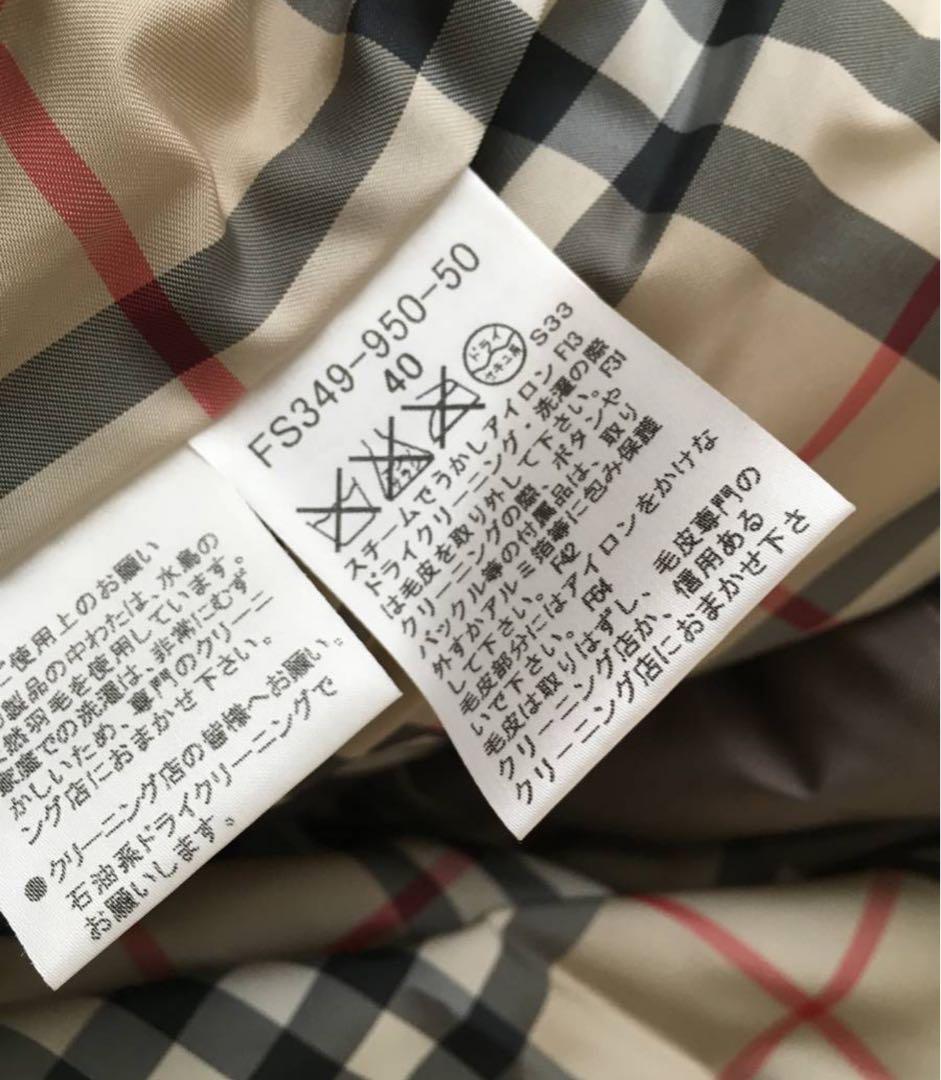 FS349-950-50
40
エンソ
サラシ
ドライ
セキユ系
S33
スチームでうかしアイロン F13
ドライクリーニング・洗濯の際
は毛皮を取り外して下さい。 F31
クリーニングの際、ボタンや
バックル等の付属品は、取り
外すかアルミ箔等に包み保護
して下さい。 F42
毛皮部分にはアイロンをかけな
いで下さい。 F64
毛皮は取りはずし、毛皮専門の
クリーニング店か、信用ある
クリーニング店におまかせ下さ
使用上のお願い
製品の中わたは、水鳥の
然羽毛を使用しています。
家庭での洗濯は、非常にむず
かしいため、専門のクリーニ
ング店におまかせ下さい。
●クリーニング店の皆様へお願い。
石油系ドライクリーニングで
お願いします。